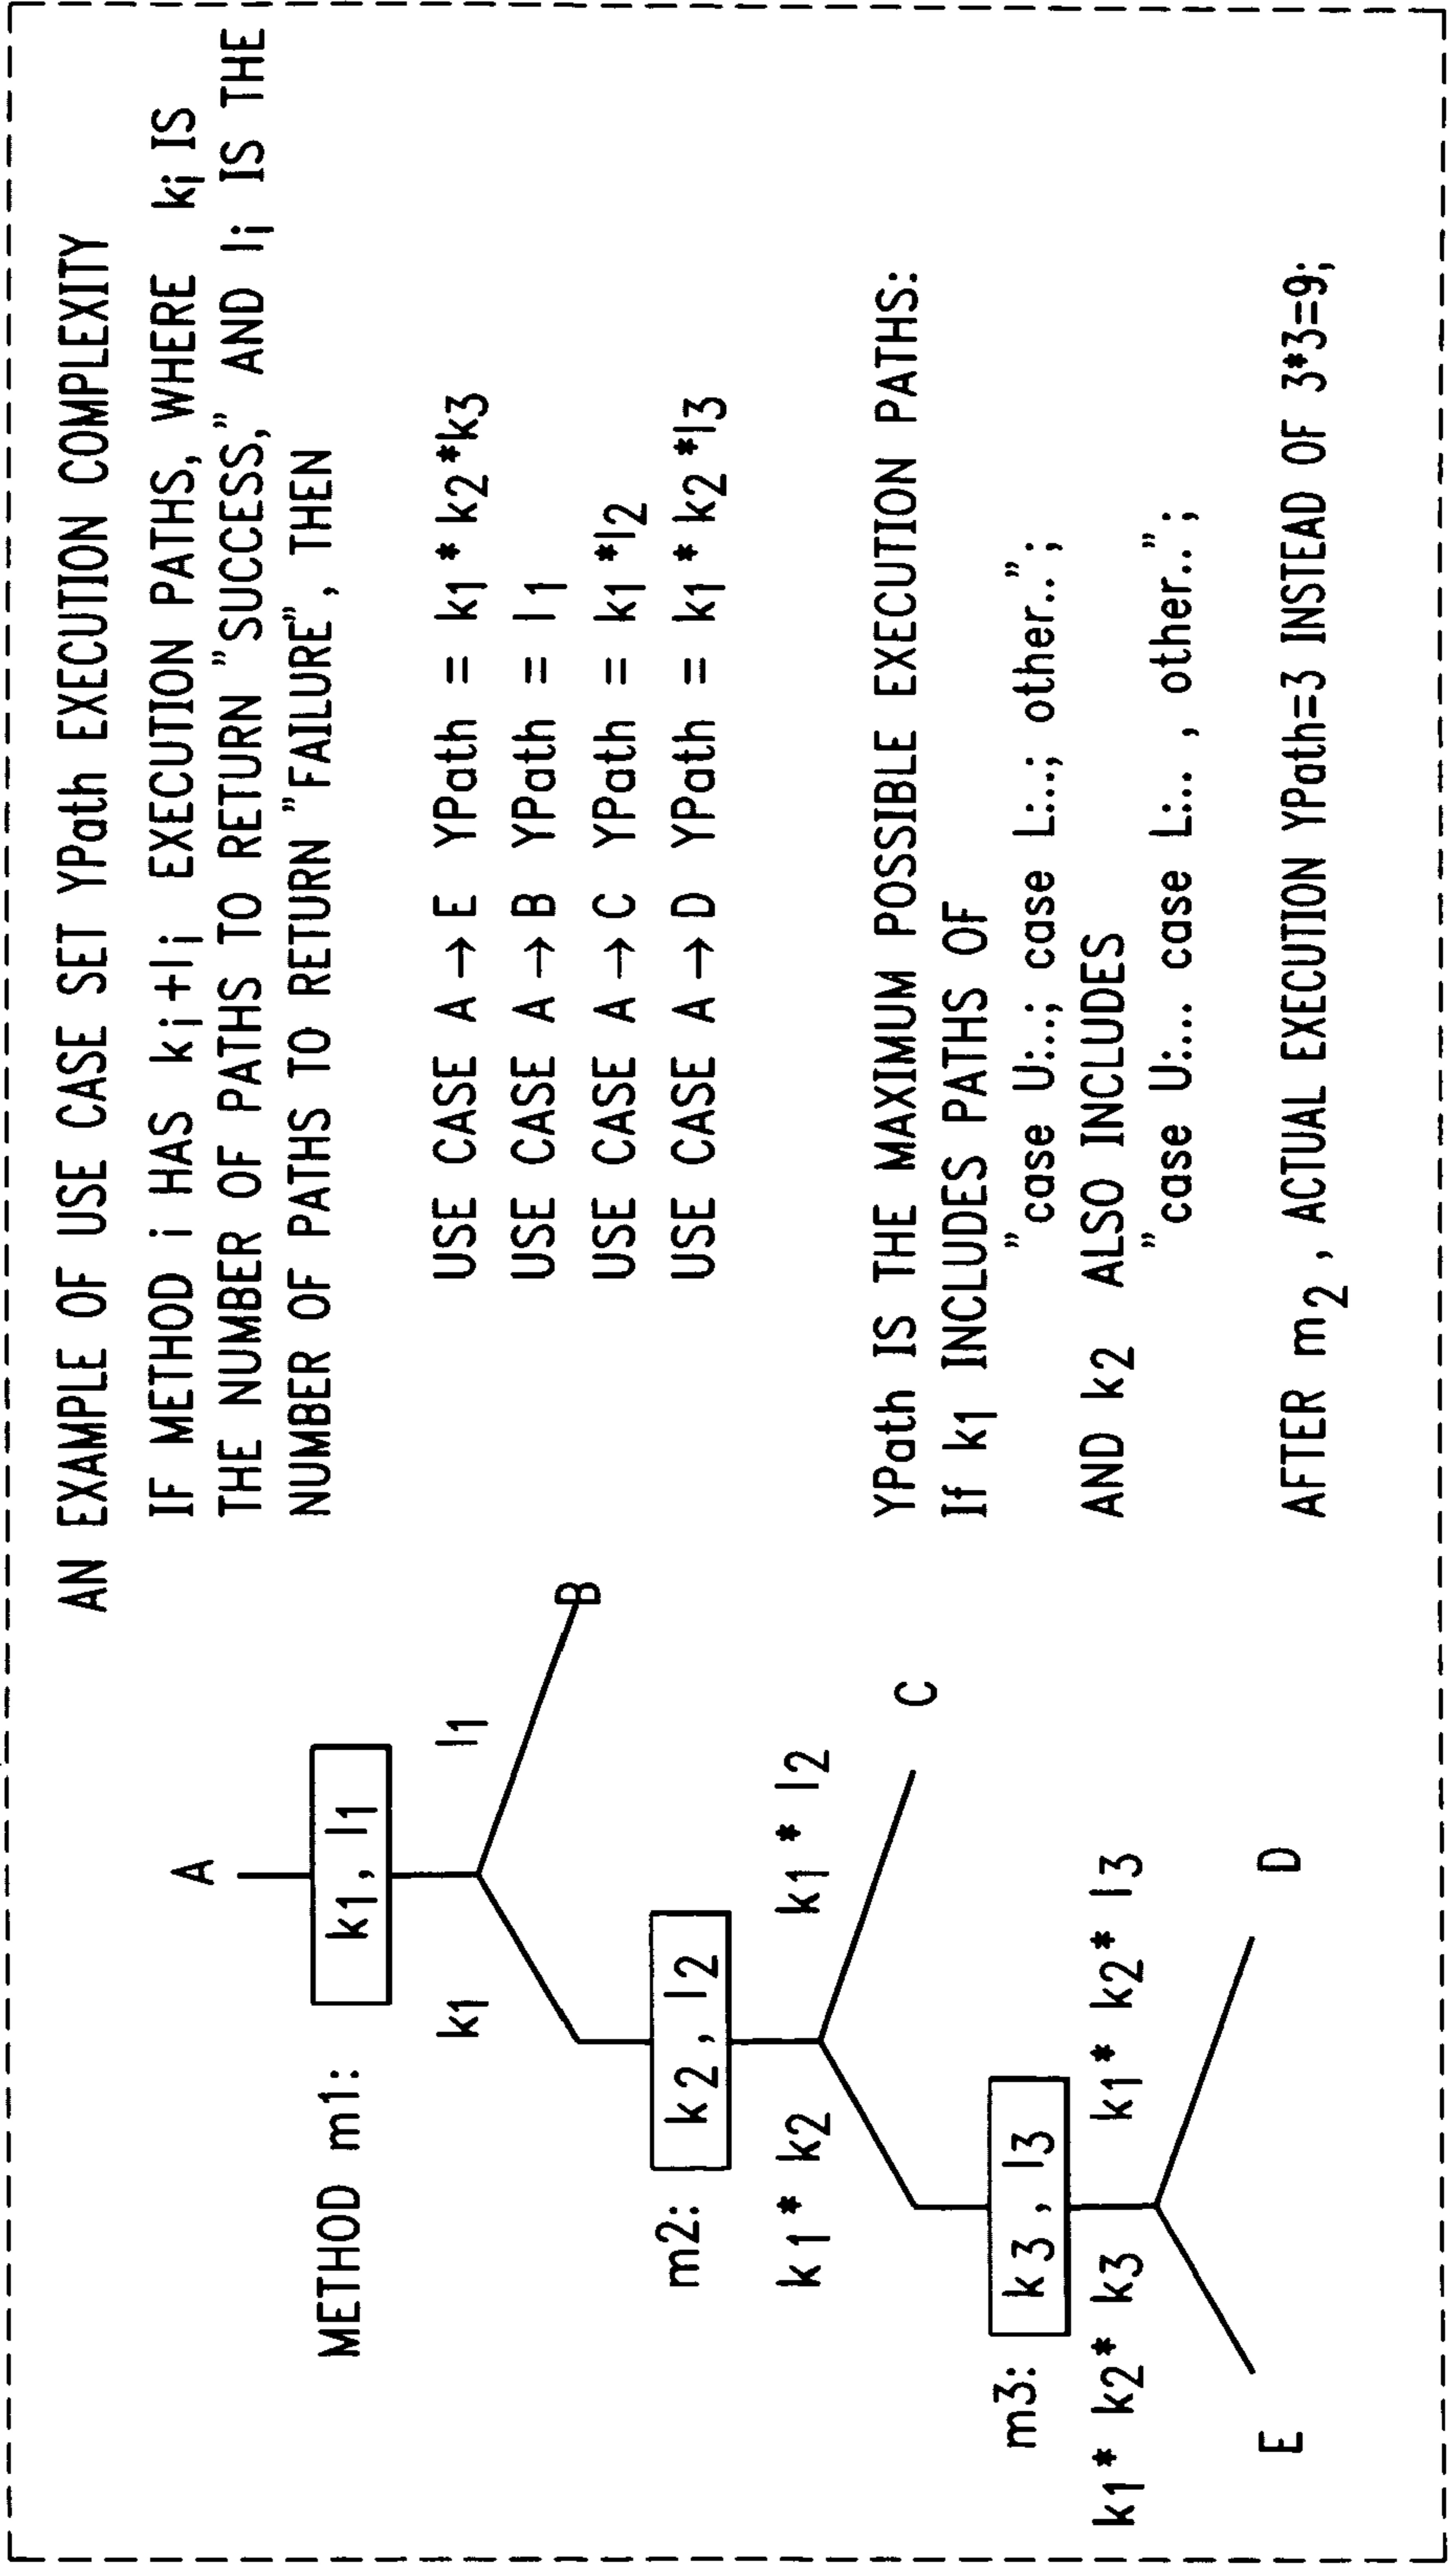 AN EXAMPLE OF USE CASE SET YPath EXECUTION COMPLEXITY
IF METHOD i HAS ki+li EXECUTION PATHS, WHERE ki IS
THE NUMBER OF PATHS TO RETURN "SUCCESS," AND li IS THE
NUMBER OF PATHS TO RETURN "FAILURE", THEN
USE CASE A → E YPath = k1 * k2 * k3
USE CASE A → B YPath = l1
USE CASE A → C YPath = k1 * l2
USE CASE A → D YPath = k1 * k2 * l3
YPath IS THE MAXIMUM POSSIBLE EXECUTION PATHS:
If k1 INCLUDES PATHS OF
"case U:..; case L:..; other..";
AND k2 ALSO INCLUDES
"case U:... case L:.. , other..";
AFTER m2 , ACTUAL EXECUTION YPath=3 INSTEAD OF 3*3=9;
A
METHOD m1:
k1, l1
k1
l1
B
m2:
k2, l2
k1 * k2
k1 * l2
C
m3:
k3, l3
k1 * k2 * k3
k1 * k2 * l3
E
D